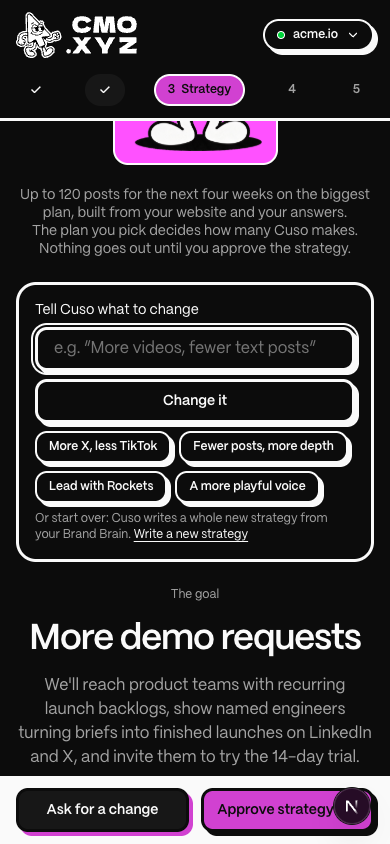 CMO
.XYZ
acme.io
3 Strategy
4
5
Up to 120 posts for the next four weeks on the biggest
plan, built from your website and your answers.
The plan you pick decides how many Cuso makes.
Nothing goes out until you approve the strategy.
Tell Cuso what to change
e.g. “More videos, fewer text posts”
Change it
More X, less TikTok
Fewer posts, more depth
Lead with Rockets
A more playful voice
Or start over: Cuso writes a whole new strategy from
your Brand Brain. Write a new strategy
The goal
More demo requests
We'll reach product teams with recurring
launch backlogs, show named engineers
turning briefs into finished launches on LinkedIn
and X, and invite them to try the 14-day trial.
Ask for a change
Approve strategy
N